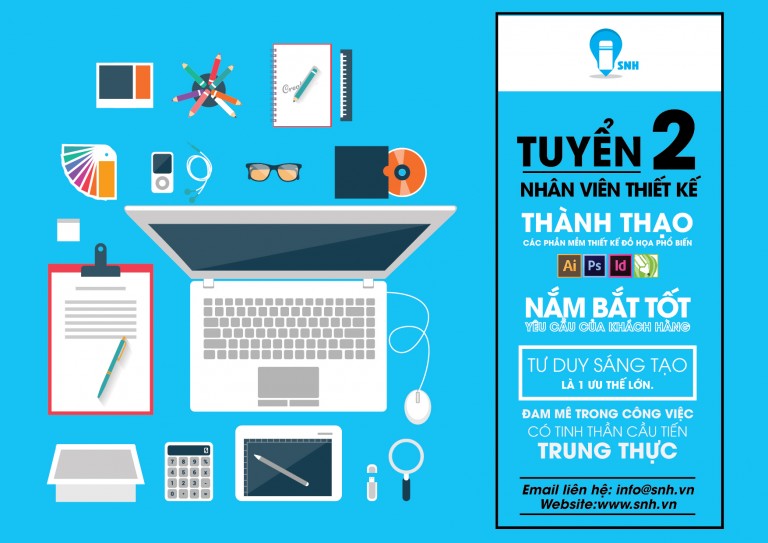 SNH
TUYỂN 2
NHÂN VIÊN THIẾT KẾ
THÀNH THẠO
CÁC PHẦN MỀM THIẾT KẾ ĐỒ HỌA PHỔ BIẾN
Ai Ps Id
NẮM BẮT TỐT
YÊU CẦU CỦA KHÁCH HÀNG
TƯ DUY SÁNG TẠO
LÀ 1 ƯU THẾ LỚN.
ĐAM MÊ TRONG CÔNG VIỆC
CÓ TINH THẦN CẦU TIẾN
TRUNG THỰC
Email liên hệ: info@snh.vn
Website:www.snh.vn